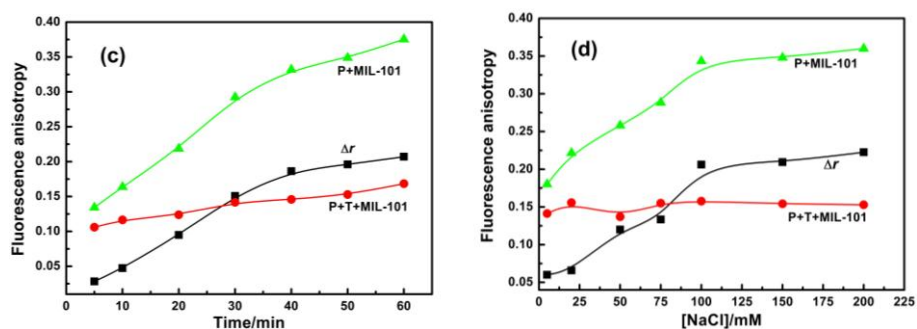 (c)
Fluorescence anisotropy
0.40
0.35
0.30
0.25
0.20
0.15
0.10
0.05
P+MIL-101
Δr
P+T+MIL-101
0 10 20 30 40 50 60
Time/min
(d)
Fluorescence anisotropy
0.40
0.35
0.30
0.25
0.20
0.15
0.10
0.05
P+MIL-101
Δr
P+T+MIL-101
0 25 50 75 100 125 150 175 200 225
[NaCl]/mM